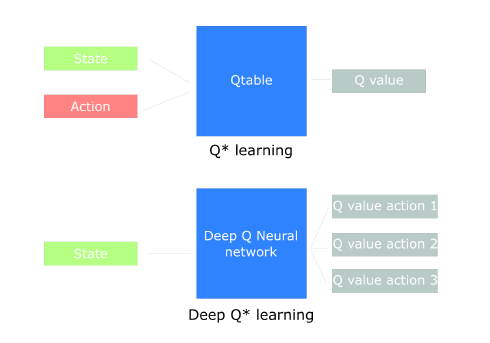 State
Action
Qtable
Q value
Q* learning
State
Deep Q Neural
network
Q value action 1
Q value action 2
Q value action 3
Deep Q* learning